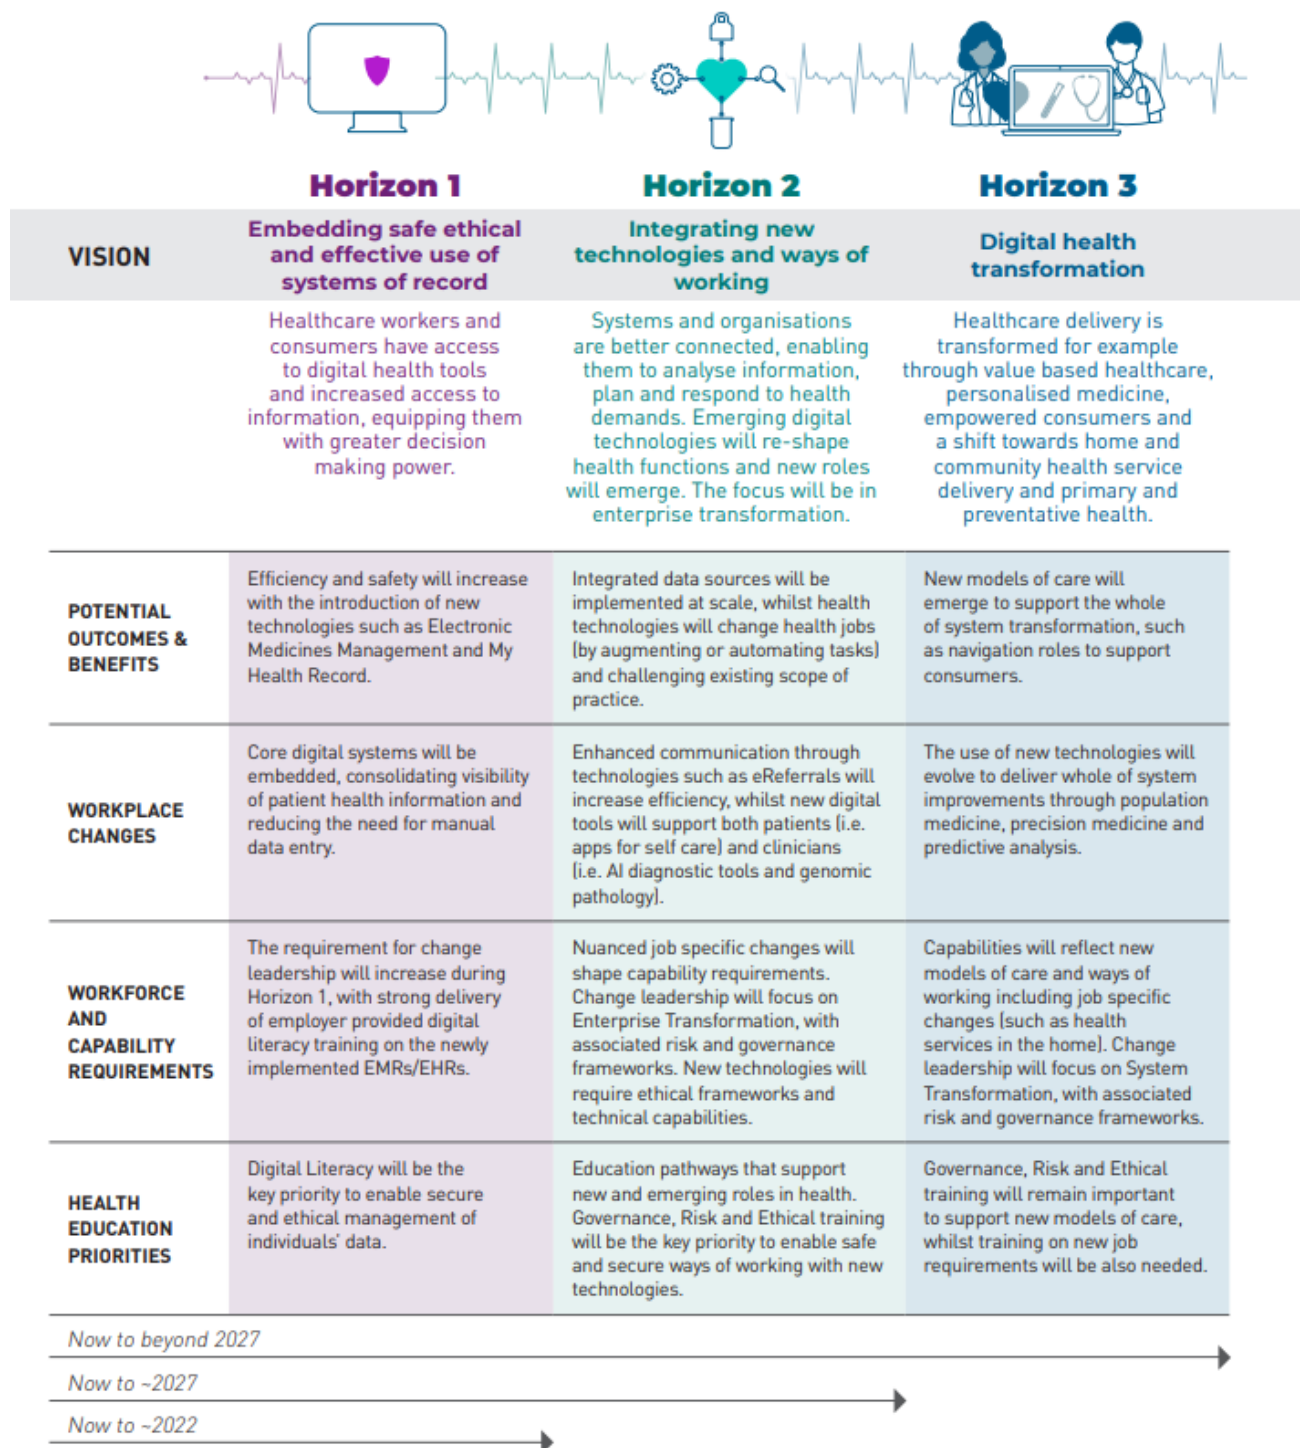 Horizon 1
Horizon 2
Horizon 3
VISION
Embedding safe ethical
and effective use of
systems of record
Integrating new
technologies and ways of
working
Digital health
transformation
Healthcare workers and
consumers have access
to digital health tools
and increased access to
information, equipping them
with greater decision
making power.
Systems and organisations
are better connected, enabling
them to analyse information,
plan and respond to health
demands. Emerging digital
technologies will re-shape
health functions and new roles
will emerge. The focus will be in
enterprise transformation.
Healthcare delivery is
transformed for example
through value based healthcare,
personalised medicine,
empowered consumers and
a shift towards home and
community health service
delivery and primary and
preventative health.
POTENTIAL
OUTCOMES &
BENEFITS
Efficiency and safety will increase
with the introduction of new
technologies such as Electronic
Medicines Management and My
Health Record.
Integrated data sources will be
implemented at scale, whilst health
technologies will change health jobs
(by augmenting or automating tasks)
and challenging existing scope of
practice.
New models of care will
emerge to support the whole
of system transformation, such
as navigation roles to support
consumers.
WORKPLACE
CHANGES
Core digital systems will be
embedded, consolidating visibility
of patient health information and
reducing the need for manual
data entry.
Enhanced communication through
technologies such as eReferrals will
increase efficiency, whilst new digital
tools will support both patients (i.e.
apps for self care) and clinicians
(i.e. AI diagnostic tools and genomic
pathology).
The use of new technologies will
evolve to deliver whole of system
improvements through population
medicine, precision medicine and
predictive analysis.
WORKFORCE
AND
CAPABILITY
REQUIREMENTS
The requirement for change
leadership will increase during
Horizon 1, with strong delivery
of employer provided digital
literacy training on the newly
implemented EMRs/EHRs.
Nuanced job specific changes will
shape capability requirements.
Change leadership will focus on
Enterprise Transformation, with
associated risk and governance
frameworks. New technologies will
require ethical frameworks and
technical capabilities.
Capabilities will reflect new
models of care and ways of
working including job specific
changes (such as health
services in the home). Change
leadership will focus on System
Transformation, with associated
risk and governance frameworks.
HEALTH
EDUCATION
PRIORITIES
Digital Literacy will be the
key priority to enable secure
and ethical management of
individuals' data.
Education pathways that support
new and emerging roles in health.
Governance, Risk and Ethical training
will be the key priority to enable safe
and secure ways of working with new
technologies.
Governance, Risk and Ethical
training will remain important
to support new models of care,
whilst training on new job
requirements will be also needed.
Now to beyond 2027
Now to ~2027
Now to ~2022